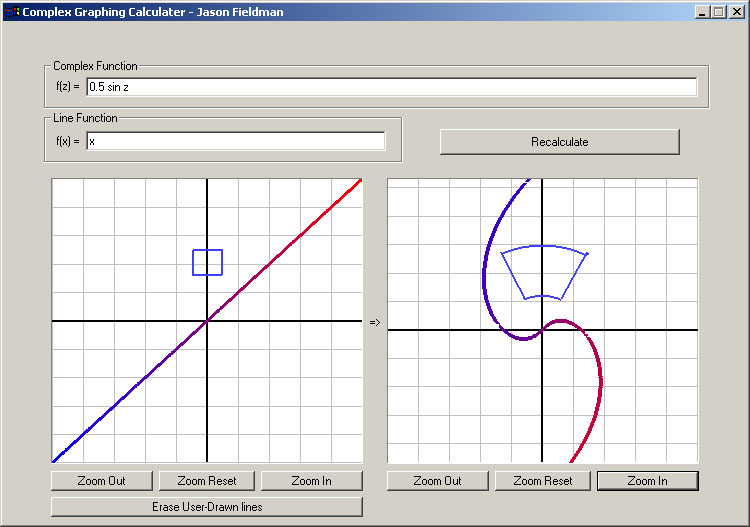 Complex Graphing Calculater - Jason Fieldman
Complex Function
f(z) = 0.5 sin z
Line Function
f(x) = x
Recalculate
=>
Zoom Out Zoom Reset Zoom In Zoom Out Zoom Reset Zoom In
Erase User-Drawn lines